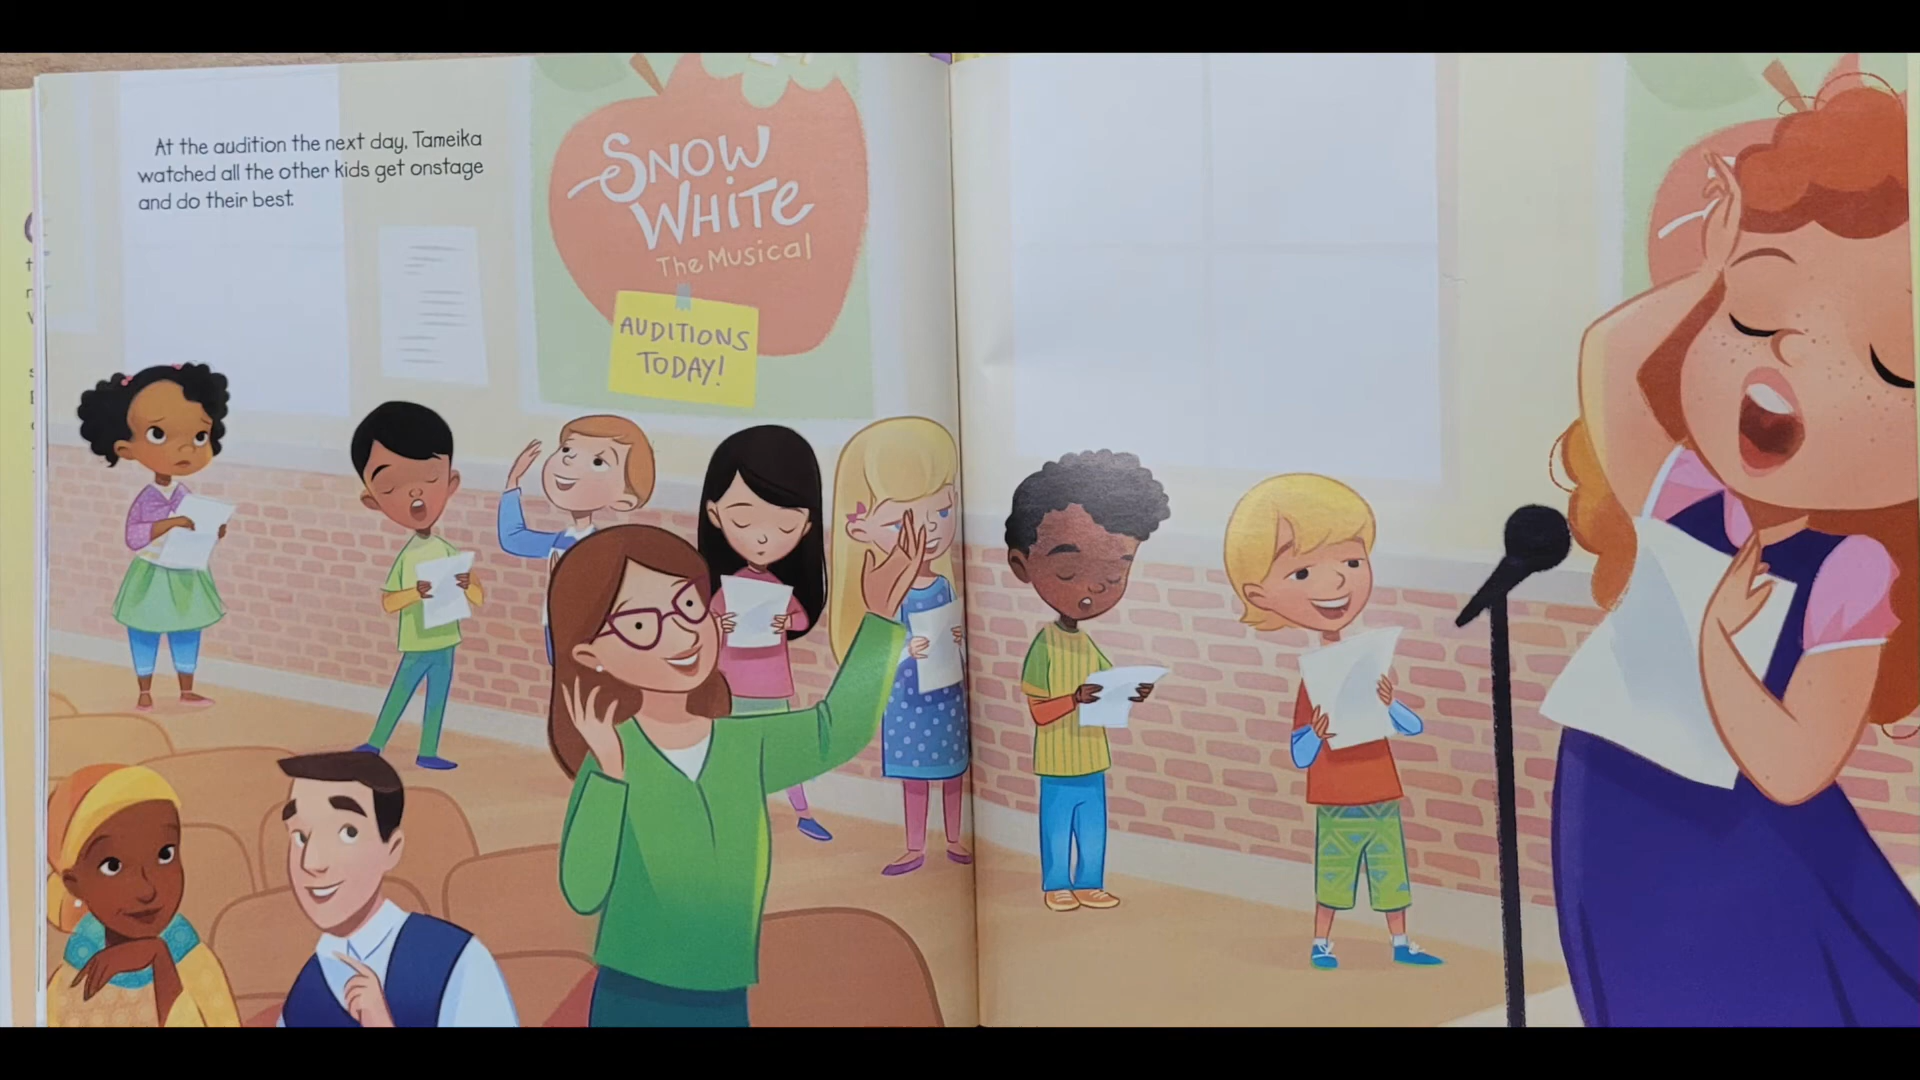 At the audition the next day, Tameika
watched all the other kids get onstage
and do their best.
SNOW
WHiTE
The Musical
AUDITIONS
TODAY!